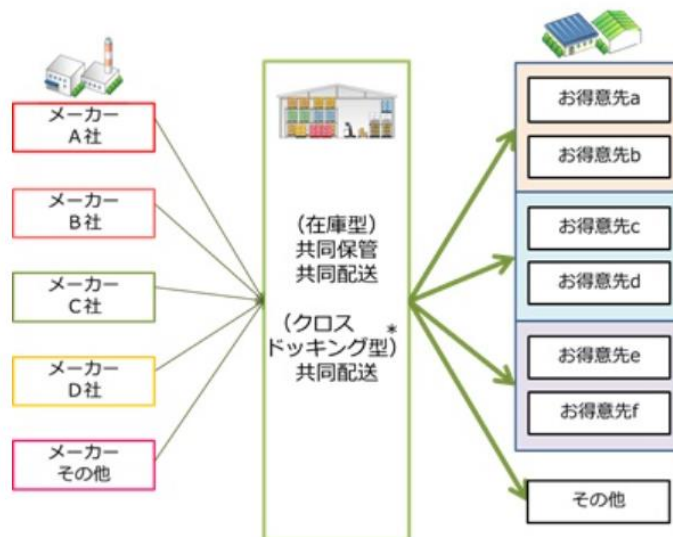 メーカー
A社
メーカー
B社
メーカー
C社
メーカー
D社
メーカー
その他
(在庫型)
共同保管
共同配送
(クロス
ドッキング型)*
共同配送
お得意先a
お得意先b
お得意先c
お得意先d
お得意先e
お得意先f
その他